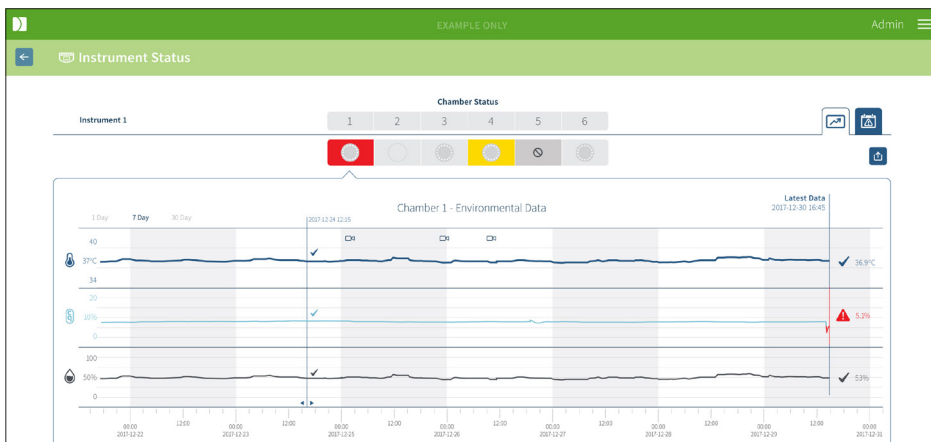 EXAMPLE ONLY
Admin
Instrument Status
Chamber Status
Instrument 1
1 2 3 4 5 6
Chamber 1 - Environmental Data
Latest Data
2017-12-30 16:45
1 Day 7 Day 30 Day
2017-12-24 12:25
40
37°C
34
36.9°C
20
10%
0
5.1%
100
50%
0
53%
00:00 12:00 00:00 12:00 00:00 12:00 00:00 12:00 00:00 12:00 00:00 12:00 00:00 12:00 00:00
2017-12-22 2017-12-23 2017-12-25 2017-12-26 2017-12-27 2017-12-28 2017-12-29 2017-12-31